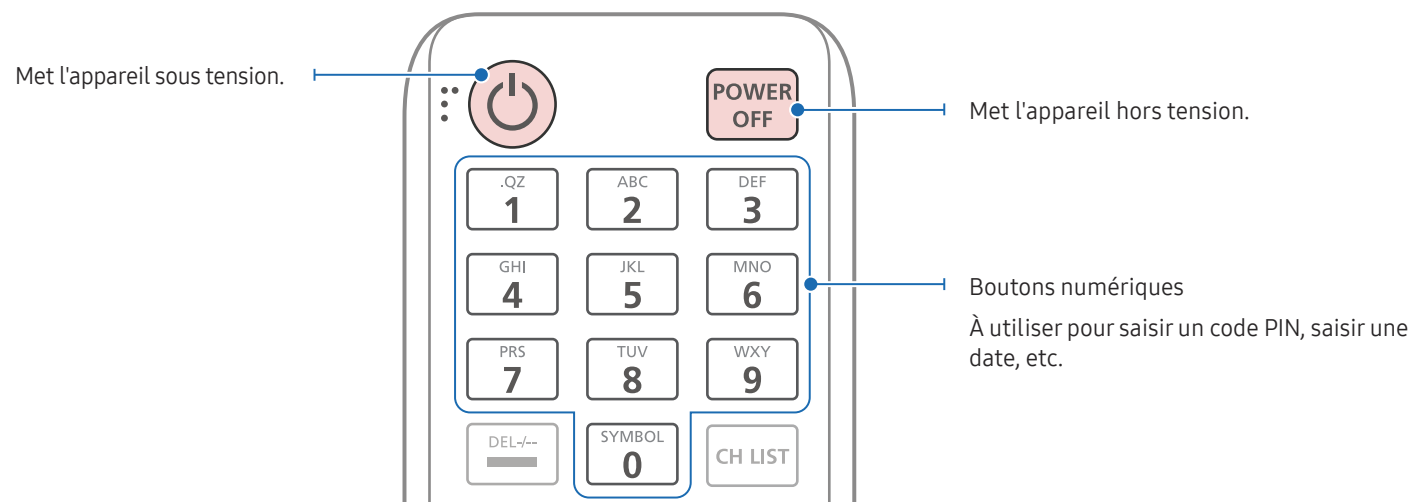 Met l'appareil sous tension.
POWER
OFF
Met l'appareil hors tension.
.QZ
1
ABC
2
DEF
3
GHI
4
JKL
5
MNO
6
Boutons numériques
À utiliser pour saisir un code PIN, saisir une
date, etc.
PRS
7
TUV
8
WXY
9
DEL-/--
SYMBOL
0
CH LIST